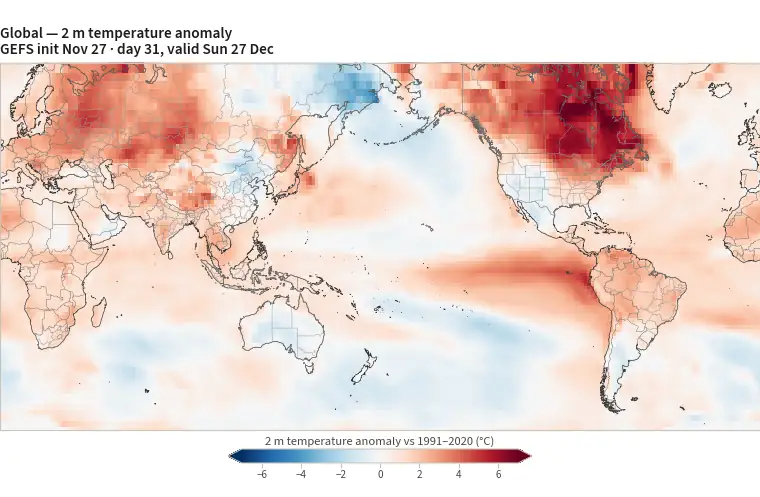 Global — 2 m temperature anomaly
GEFS init Nov 27 · day 31, valid Sun 27 Dec
2 m temperature anomaly vs 1991–2020 (°C)
−6 −4 −2 0 2 4 6